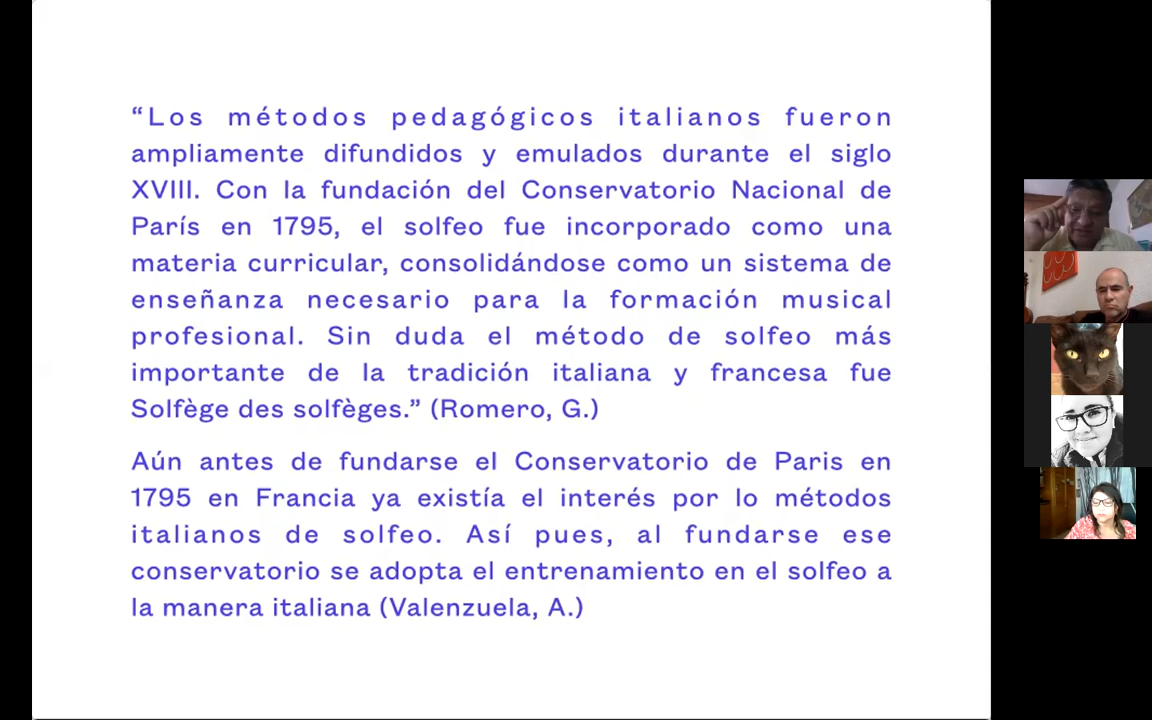 “Los métodos pedagógicos italianos fueron
ampliamente difundidos y emulados durante el siglo
XVIII. Con la fundación del Conservatorio Nacional de
París en 1795, el solfeo fue incorporado como una
materia curricular, consolidándose como un sistema de
enseñanza necesario para la formación musical
profesional. Sin duda el método de solfeo más
importante de la tradición italiana y francesa fue
Solfège des solfèges.” (Romero, G.)
Aún antes de fundarse el Conservatorio de Paris en
1795 en Francia ya existía el interés por lo métodos
italianos de solfeo. Así pues, al fundarse ese
conservatorio se adopta el entrenamiento en el solfeo a
la manera italiana (Valenzuela, A.)